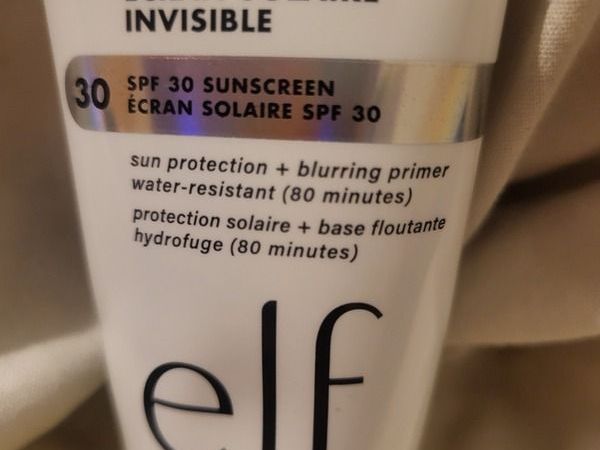 INVISIBLE
30
SPF 30 SUNSCREEN
ÉCRAN SOLAIRE SPF 30
sun protection + blurring primer
water-resistant (80 minutes)
protection solaire + base floutante
hydrofuge (80 minutes)
elf